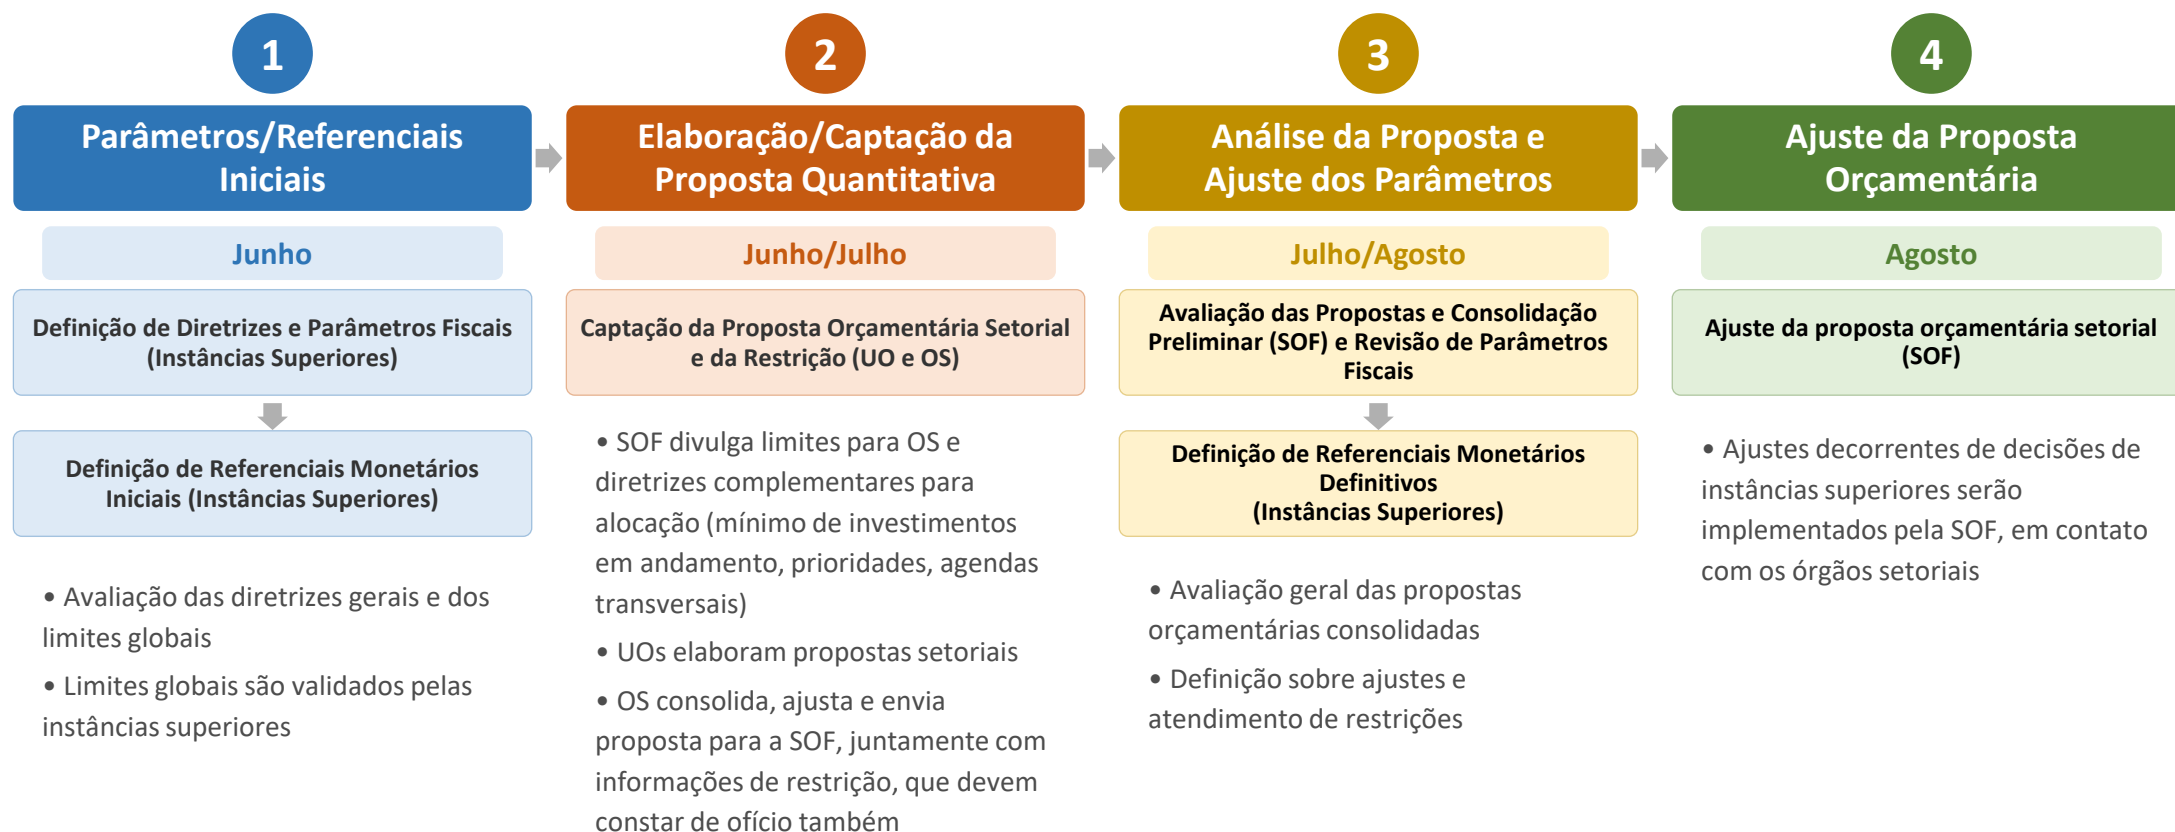 1
Parâmetros/Referenciais
Iniciais
Junho
Definição de Diretrizes e Parâmetros Fiscais
(Instâncias Superiores)
Definição de Referenciais Monetários
Iniciais (Instâncias Superiores)
• Avaliação das diretrizes gerais e dos
limites globais
• Limites globais são validados pelas
instâncias superiores
2
Elaboração/Captação da
Proposta Quantitativa
Junho/Julho
Captação da Proposta Orçamentária Setorial
e da Restrição (UO e OS)
• SOF divulga limites para OS e
diretrizes complementares para
alocação (mínimo de investimentos
em andamento, prioridades, agendas
transversais)
• UOs elaboram propostas setoriais
• OS consolida, ajusta e envia
proposta para a SOF, juntamente com
informações de restrição, que devem
constar de ofício também
3
Análise da Proposta e
Ajuste dos Parâmetros
Julho/Agosto
Avaliação das Propostas e Consolidação
Preliminar (SOF) e Revisão de Parâmetros
Fiscais
Definição de Referenciais Monetários
Definitivos
(Instâncias Superiores)
• Avaliação geral das propostas
orçamentárias consolidadas
• Definição sobre ajustes e
atendimento de restrições
4
Ajuste da Proposta
Orçamentária
Agosto
Ajuste da proposta orçamentária setorial
(SOF)
• Ajustes decorrentes de decisões de
instâncias superiores serão
implementados pela SOF, em contato
com os órgãos setoriais